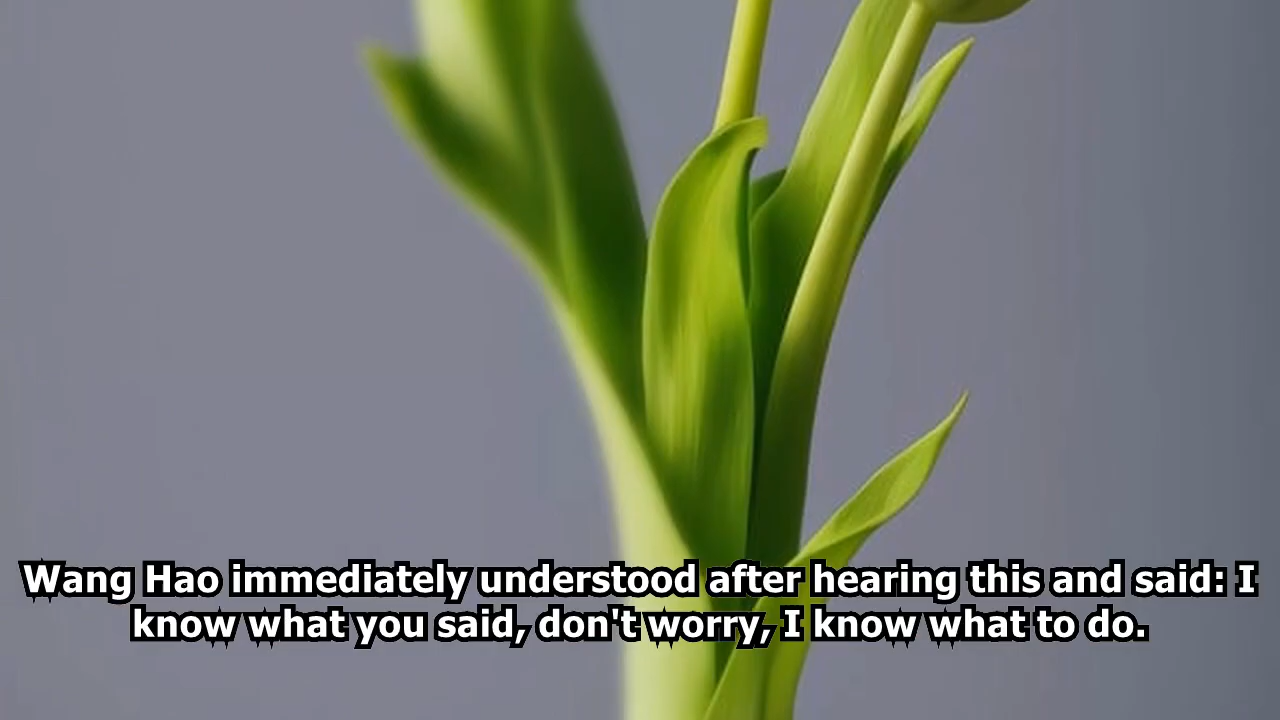 Wang Hao immediately understood after hearing this and said: I
know what you said, don't worry, I know what to do.